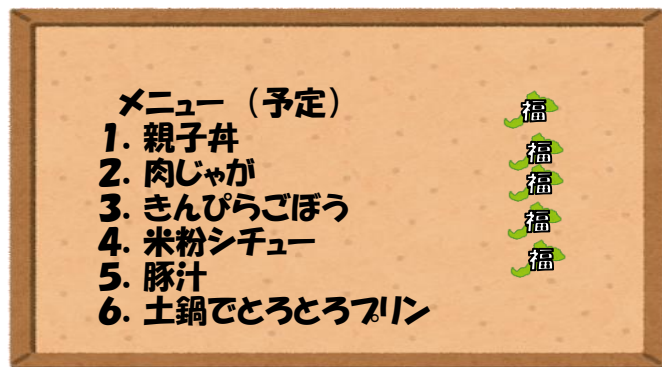 メニュー（予定）
1. 親子丼
2. 肉じゃが
3. きんぴらごぼう
4. 米粉シチュー
5. 豚汁
6. 土鍋でとろとろプリン
福
福
福
福
福